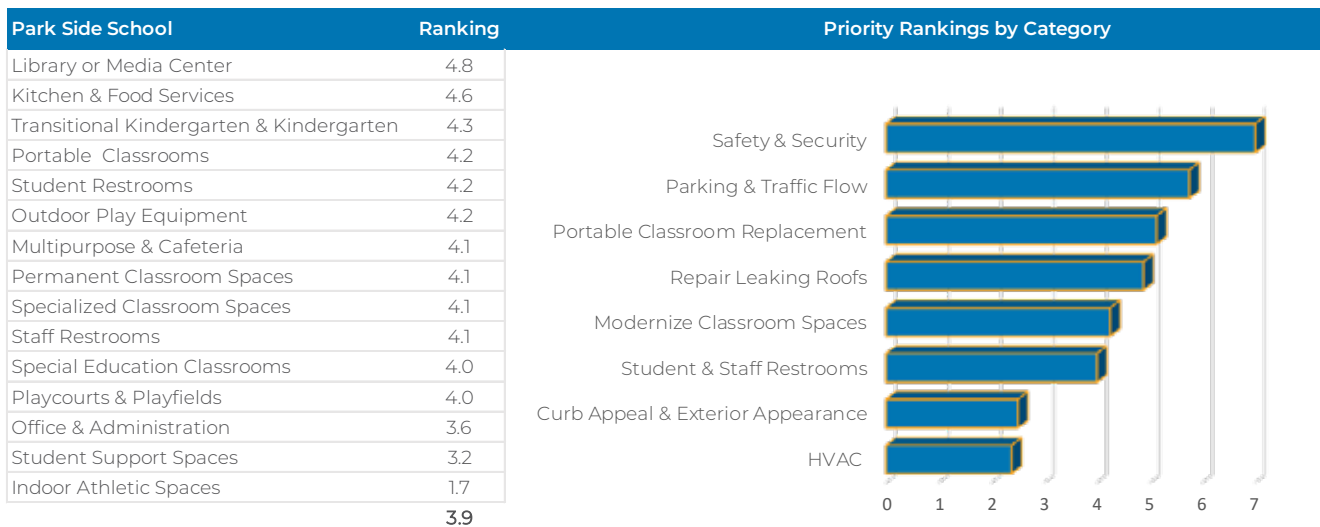 Park Side School Ranking
Library or Media Center 4.8
Kitchen & Food Services 4.6
Transitional Kindergarten & Kindergarten 4.3
Portable Classrooms 4.2
Student Restrooms 4.2
Outdoor Play Equipment 4.2
Multipurpose & Cafeteria 4.1
Permanent Classroom Spaces 4.1
Specialized Classroom Spaces 4.1
Staff Restrooms 4.1
Special Education Classrooms 4.0
Playcourts & Playfields 4.0
Office & Administration 3.6
Student Support Spaces 3.2
Indoor Athletic Spaces 1.7
3.9
Priority Rankings by Category
Safety & Security
Parking & Traffic Flow
Portable Classroom Replacement
Repair Leaking Roofs
Modernize Classroom Spaces
Student & Staff Restrooms
Curb Appeal & Exterior Appearance
HVAC
0 1 2 3 4 5 6 7